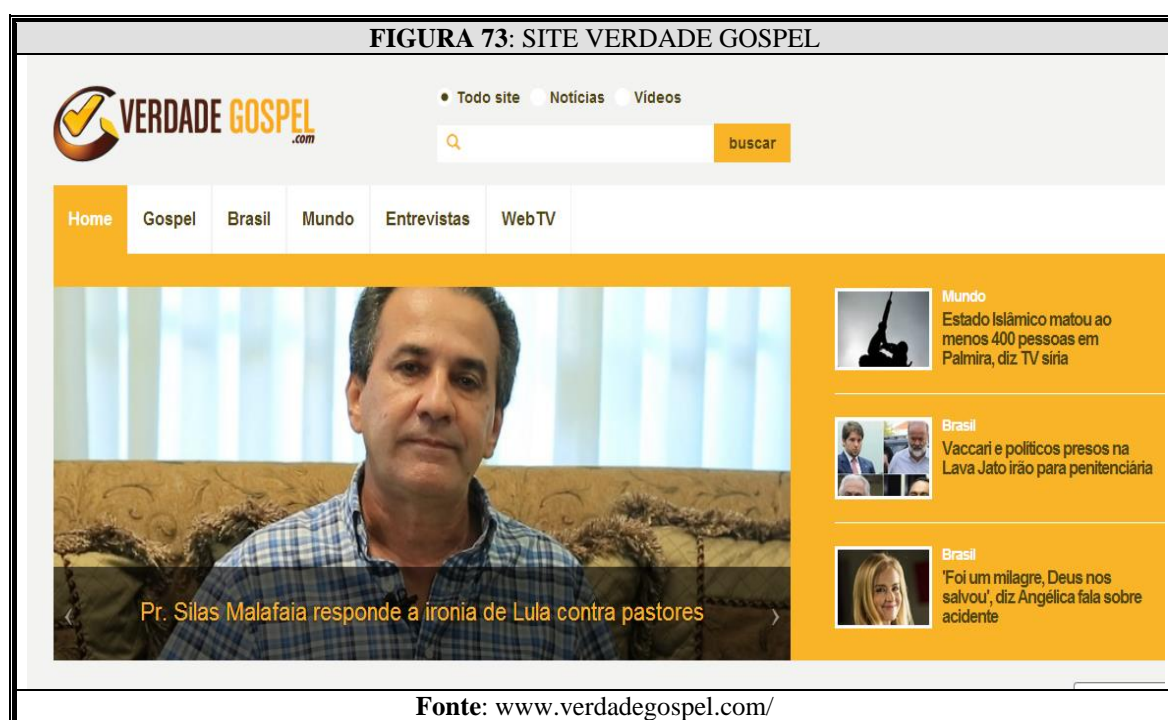 FIGURA 73: SITE VERDADE GOSPEL
VERDADE GOSPEL
.com
Todo site Notícias Vídeos
buscar
Home Gospel Brasil Mundo Entrevistas WebTV
Pr. Silas Malafaia responde a ironia de Lula contra pastores
Mundo
Estado Islâmico matou ao
menos 400 pessoas em
Palmira, diz TV síria
Brasil
Vaccari e políticos presos na
Lava Jato irão para penitenciária
Brasil
'Foi um milagre, Deus nos
salvou', diz Angélica fala sobre
acidente
Fonte: www.verdadegospel.com/